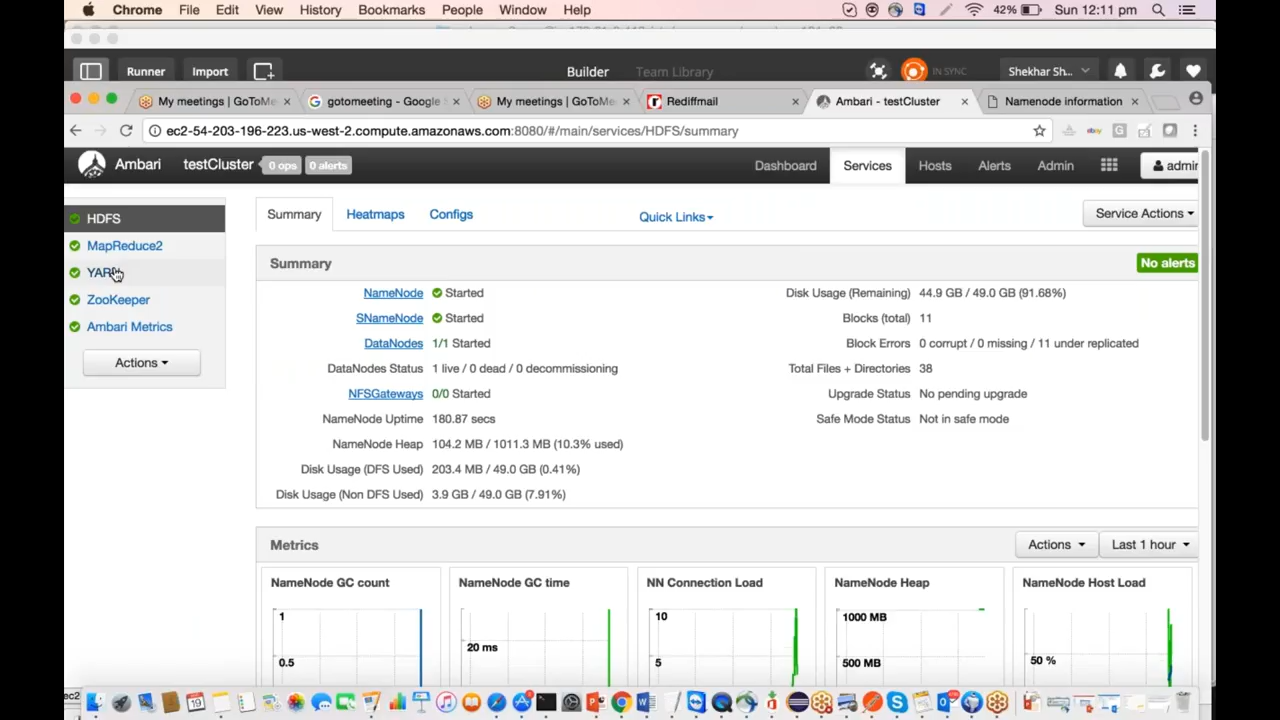 Chrome File Edit View History Bookmarks People Window Help 42% Sun 12:11 pm
Runner Import Builder Team Library IN SYNC Shekhar Sh...
My meetings | GoToMe × gotomeeting - Google × My meetings | GoToMe × Rediffmail × Ambari - testCluster × Namenode information ×
ec2-54-203-196-223.us-west-2.compute.amazonaws.com:8080/#/main/services/HDFS/summary
Ambari testCluster 0 ops 0 alerts Dashboard Services Hosts Alerts Admin admin
HDFS
MapReduce2
YARN
ZooKeeper
Ambari Metrics
Actions
Summary Heatmaps Configs Quick Links Service Actions
Summary No alerts
NameNode Started
SNameNode Started
DataNodes 1/1 Started
DataNodes Status 1 live / 0 dead / 0 decommissioning
NFSGateways 0/0 Started
NameNode Uptime 180.87 secs
NameNode Heap 104.2 MB / 1011.3 MB (10.3% used)
Disk Usage (DFS Used) 203.4 MB / 49.0 GB (0.41%)
Disk Usage (Non DFS Used) 3.9 GB / 49.0 GB (7.91%)
Disk Usage (Remaining) 44.9 GB / 49.0 GB (91.68%)
Blocks (total) 11
Block Errors 0 corrupt / 0 missing / 11 under replicated
Total Files + Directories 38
Upgrade Status No pending upgrade
Safe Mode Status Not in safe mode
Metrics Actions Last 1 hour
NameNode GC count NameNode GC time NN Connection Load NameNode Heap NameNode Host Load
1
0.5
20 ms
10
5
1000 MB
500 MB
50 %
ec2
19